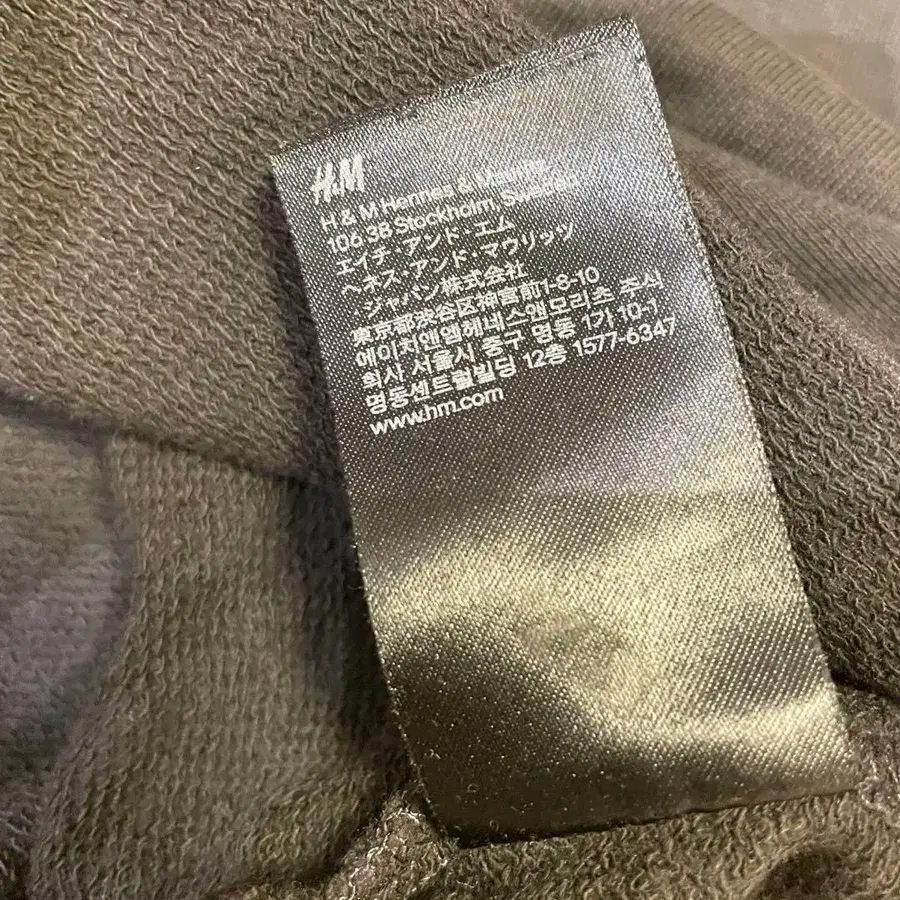 H&M
H & M Hennes & Mauritz
106 38 Stockholm, Sweden
エイチ・アンド・エム
ヘネス・アンド・マウリッツ
・ジャパン株式会社
東京都渋谷区神宮前1-8-10
에이치앤엠헤네스앤모리츠 주식
회사 서울시 중구 명동 1가 10-1
명동센트럴빌딩 12층 1577-6347
www.hm.com